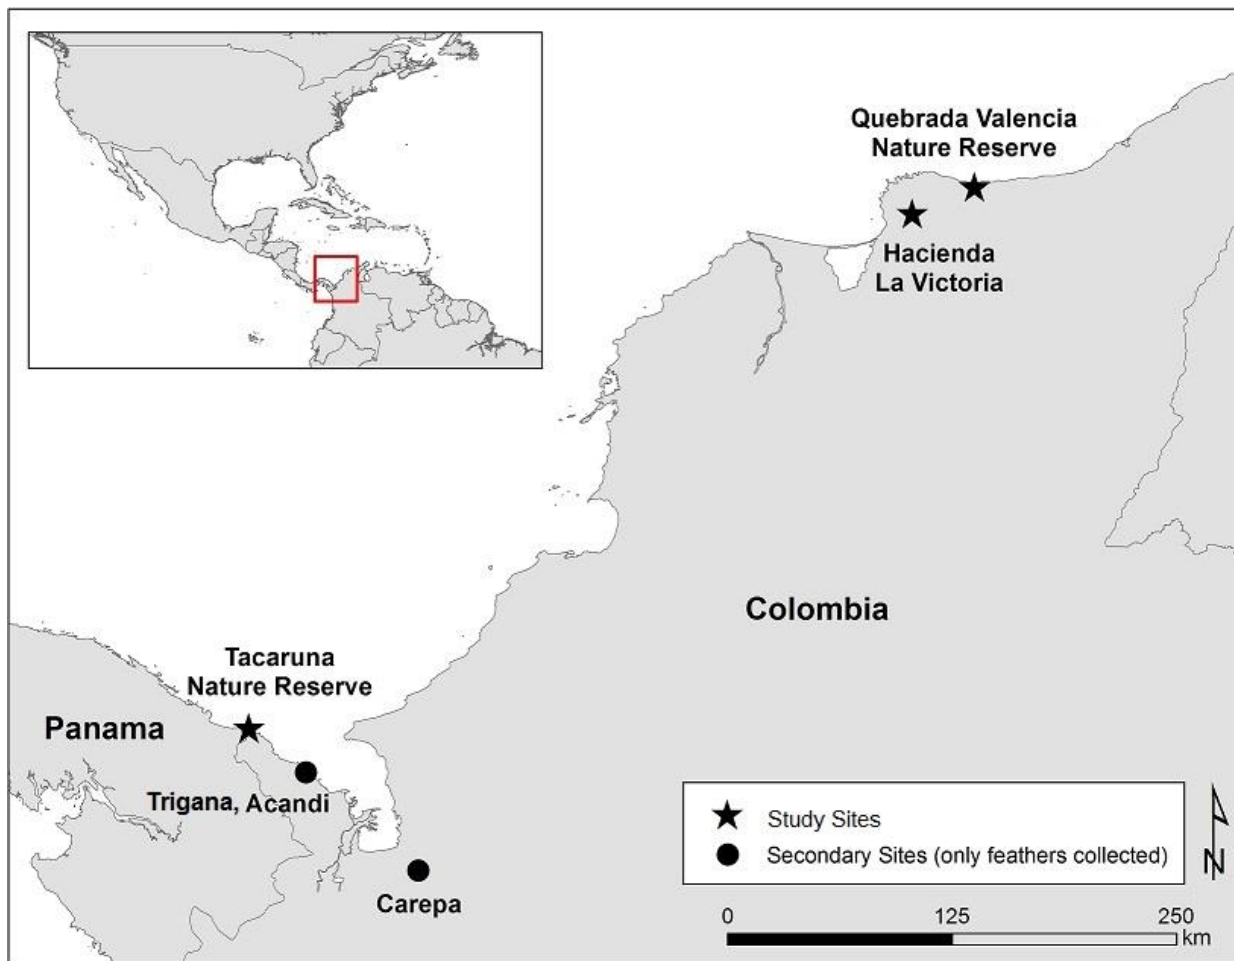 Quebrada Valencia
Nature Reserve
Hacienda
La Victoria
Colombia
Tacaruna
Nature Reserve
Panama
Trigana, Acandi
Carepa
Study Sites
Secondary Sites (only feathers collected)
N
0 125 250
km